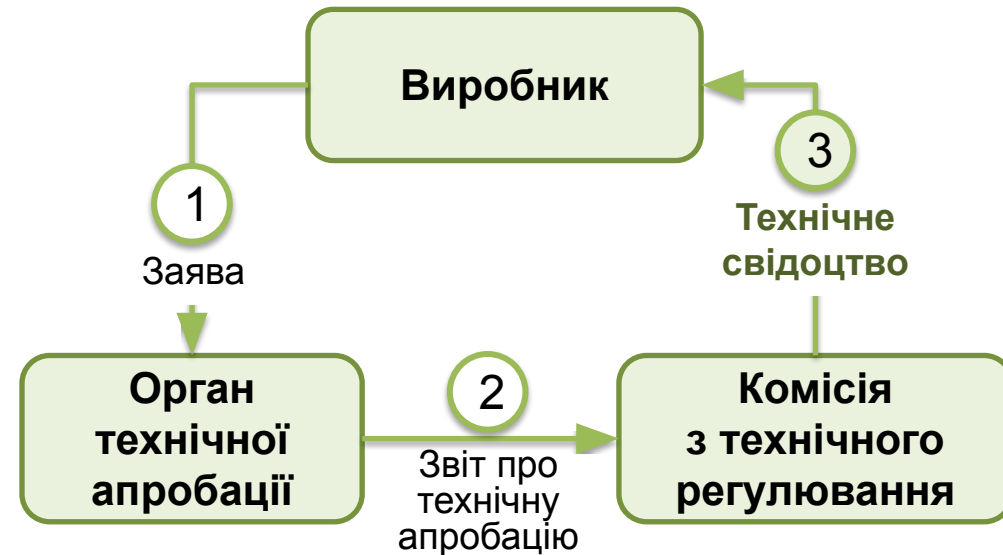 Виробник
1
Заява
3
Технічне
свідоцтво
Орган
технічної
апробації
2
Звіт про
технічну
апробацію
Комісія
з технічного
регулювання